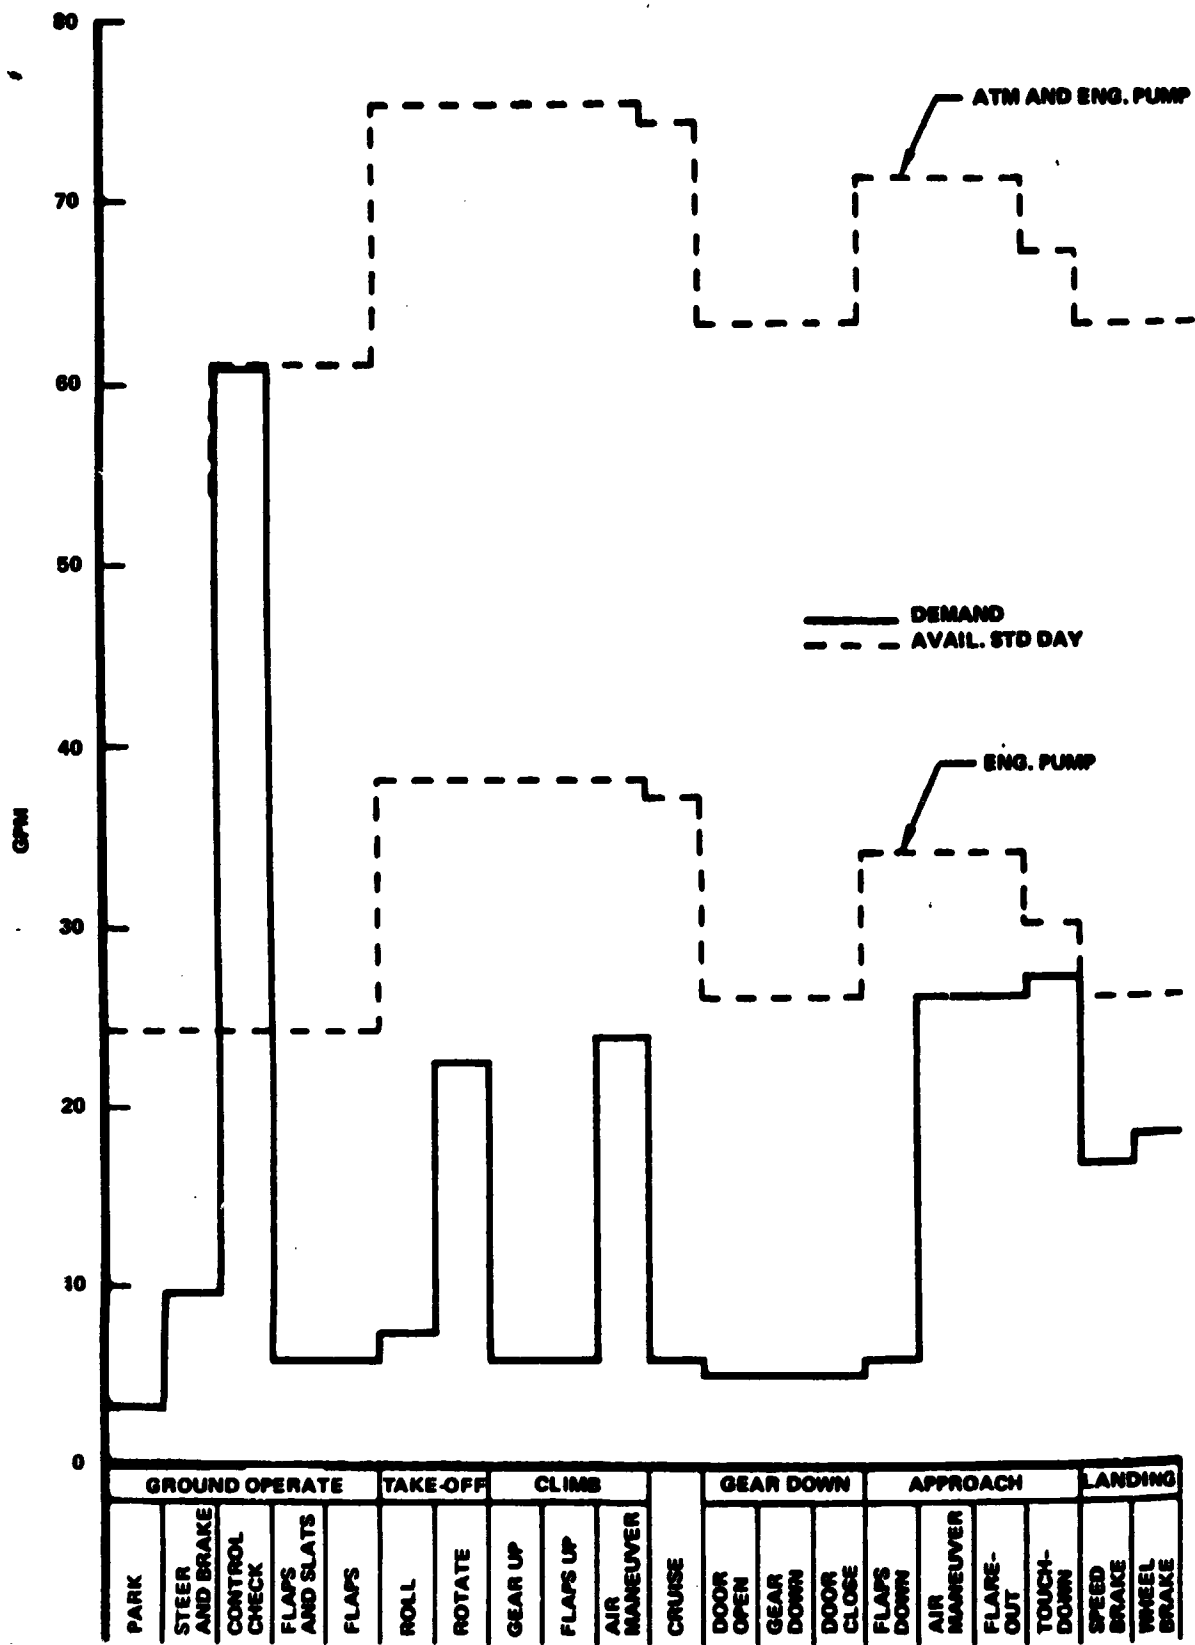 80
ATM AND ENG. PUMP
70
60
50
DEMAND
AVAIL. STD DAY
40
ENG. PUMP
GPM
30
20
10
0
GROUND OPERATE
TAKE-OFF
CLIMB
GEAR DOWN
APPROACH
LANDING
PARK
STEER
AND BRAKE
CONTROL
CHECK
FLAPS
AND SLATS
FLAPS
ROLL
ROTATE
GEAR UP
FLAPS UP
AIR
MANEUVER
CRUISE
DOOR
OPEN
GEAR
DOWN
DOOR
CLOSE
FLAPS
DOWN
AIR
MANEUVER
FLARE-
OUT
TOUCH-
DOWN
SPEED
BRAKE
WHEEL
BRAKE